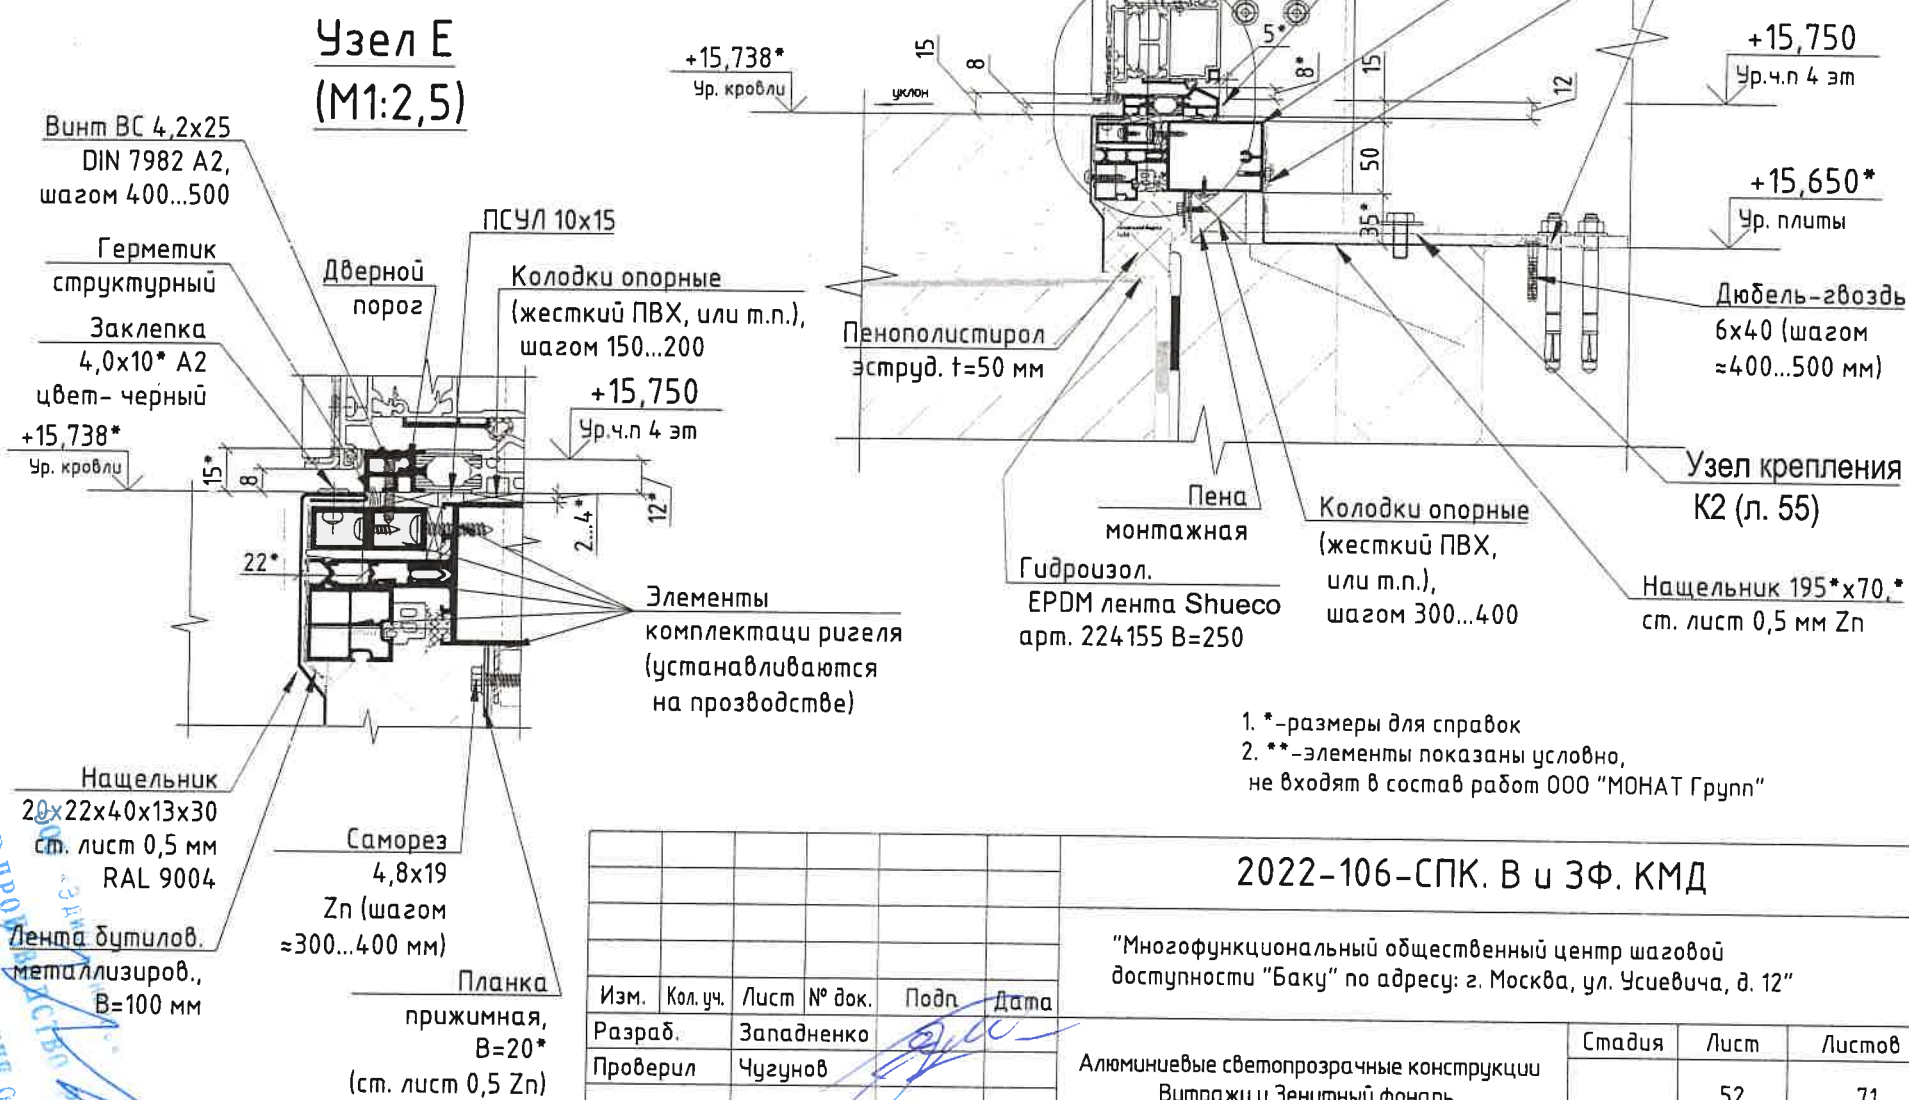 Узел Е
(М1:2,5)
Винт ВС 4,2х25
DIN 7982 А2,
шагом 400...500
Герметик
структурный
Заклепка
4,0х10* А2
цвет- черный
+15,738*
Ур. кровли
15*
8
22*
Дверной
порог
ПСУЛ 10х15
Колодки опорные
(жесткий ПВХ, или т.п.),
шагом 150...200
+15,750
Ур.ч.п 4 эт
2...4*
12*
Элементы
комплектаци ригеля
(устанавливаются
на прозводстве)
Нащельник
20х22х40х13х30
ст. лист 0,5 мм
RAL 9004
Лента бутилов.
металлизиров.,
В=100 мм
Саморез
4,8х19
Zn (шагом
≈300...400 мм)
Планка
прижимная,
В=20*
(ст. лист 0,5 Zn)
+15,738*
Ур. кровли
15
8
уклон
5*
8*
15
50
35*
12
+15,750
Ур.ч.п 4 эт
+15,650*
Ур. плиты
Дюбель-гвоздь
6х40 (шагом
≈400...500 мм)
Пенополистирол
эструд. t=50 мм
Пена
монтажная
Гидроизол.
EPDM лента Shueco
арт. 224155 В=250
Колодки опорные
(жесткий ПВХ,
или т.п.),
шагом 300...400
Узел крепления
К2 (л. 55)
Нащельник 195*х70,*
ст. лист 0,5 мм Zn
1. *-размеры для справок
2. **-элементы показаны условно,
не входят в состав работ ООО "МОНАТ Групп"
2022-106-СПК. В и ЗФ. КМД
"Многофункциональный общественный центр шаговой
доступности "Баку" по адресу: г. Москва, ул. Усиевича, д. 12"
Изм. Кол. уч. Лист № док. Подп. Дата
Разраб. Западненко
Проверил Чугунов
Алюминиевые светопрозрачные конструкции
Витражи и Зенитный фонарь
Стадия Лист Листов
52 71